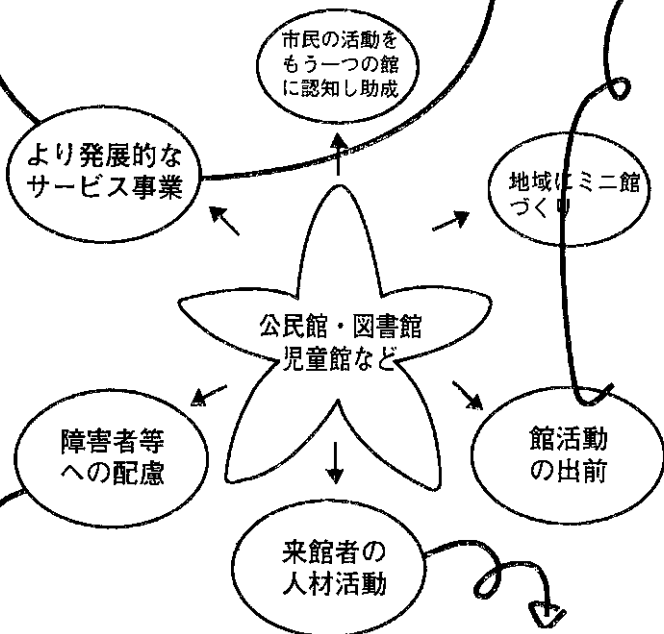 市民の活動を
もう一つの館
に認知し助成
より発展的な
サービス事業
地域にミニ館
づくり
公民館・図書館
児童館など
障害者等
への配慮
館活動
の出前
来館者の
人材活動